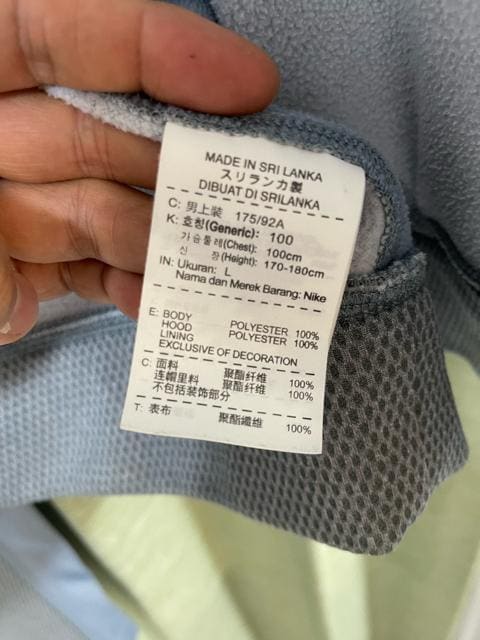 MADE IN SRI LANKA
スリランカ製
DIBUAT DI SRILANKA
C: 男上装 175/92A
K: 호칭(Generic): 100
가슴둘레(Chest): 100cm
신 장(Height): 170-180cm
IN: Ukuran: L
Nama dan Merek Barang: Nike
E: BODY POLYESTER 100%
HOOD LINING POLYESTER 100%
EXCLUSIVE OF DECORATION
C: 面料 聚酯纤维 100%
连帽里料 聚酯纤维 100%
不包括装饰部分
T: 表布 聚酯纖維 100%